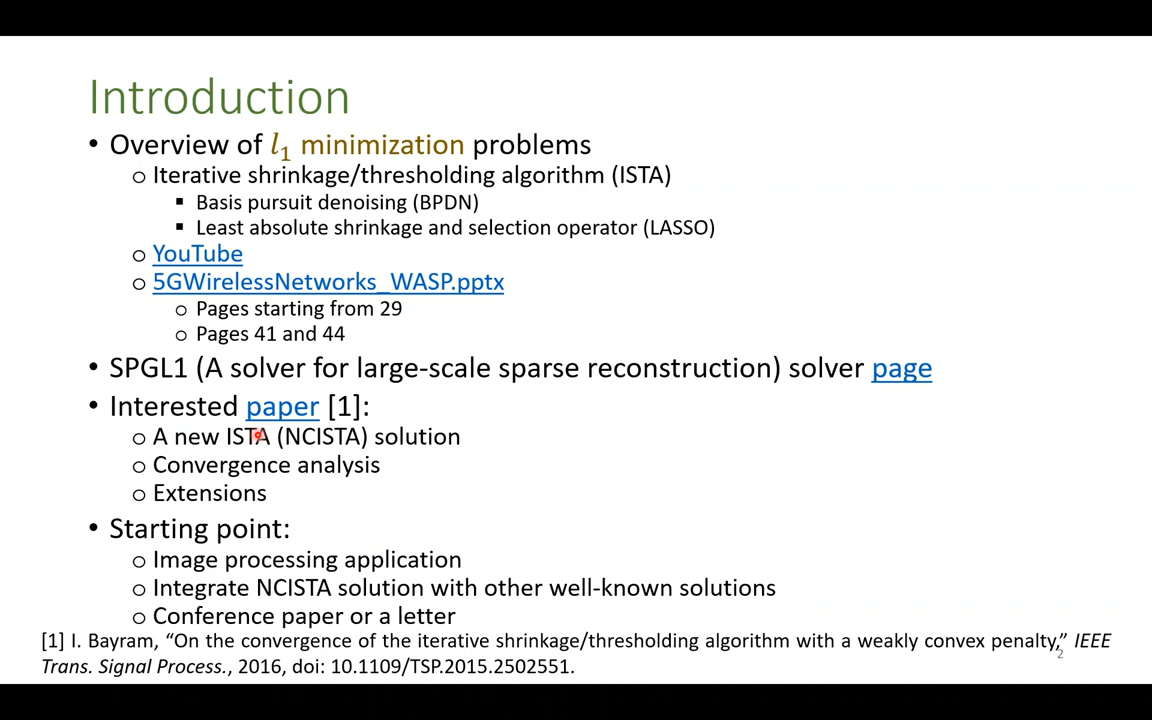 Introduction
• Overview of l1 minimization problems
o Iterative shrinkage/thresholding algorithm (ISTA)
▪ Basis pursuit denoising (BPDN)
▪ Least absolute shrinkage and selection operator (LASSO)
o YouTube
o 5GWirelessNetworks_WASP.pptx
o Pages starting from 29
o Pages 41 and 44
• SPGL1 (A solver for large-scale sparse reconstruction) solver page
• Interested paper [1]:
o A new ISTA (NCISTA) solution
o Convergence analysis
o Extensions
• Starting point:
o Image processing application
o Integrate NCISTA solution with other well-known solutions
o Conference paper or a letter
[1] I. Bayram, “On the convergence of the iterative shrinkage/thresholding algorithm with a weakly convex penalty,” IEEE
Trans. Signal Process., 2016, doi: 10.1109/TSP.2015.2502551.
2